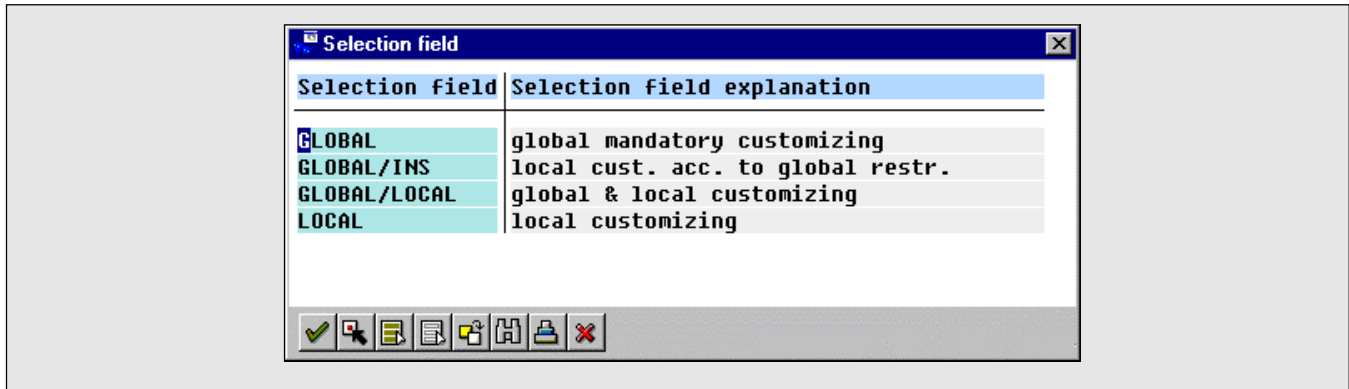 Selection field
Selection field Selection field explanation
GLOBAL global mandatory customizing
GLOBAL/INS local cust. acc. to global restr.
GLOBAL/LOCAL global & local customizing
LOCAL local customizing